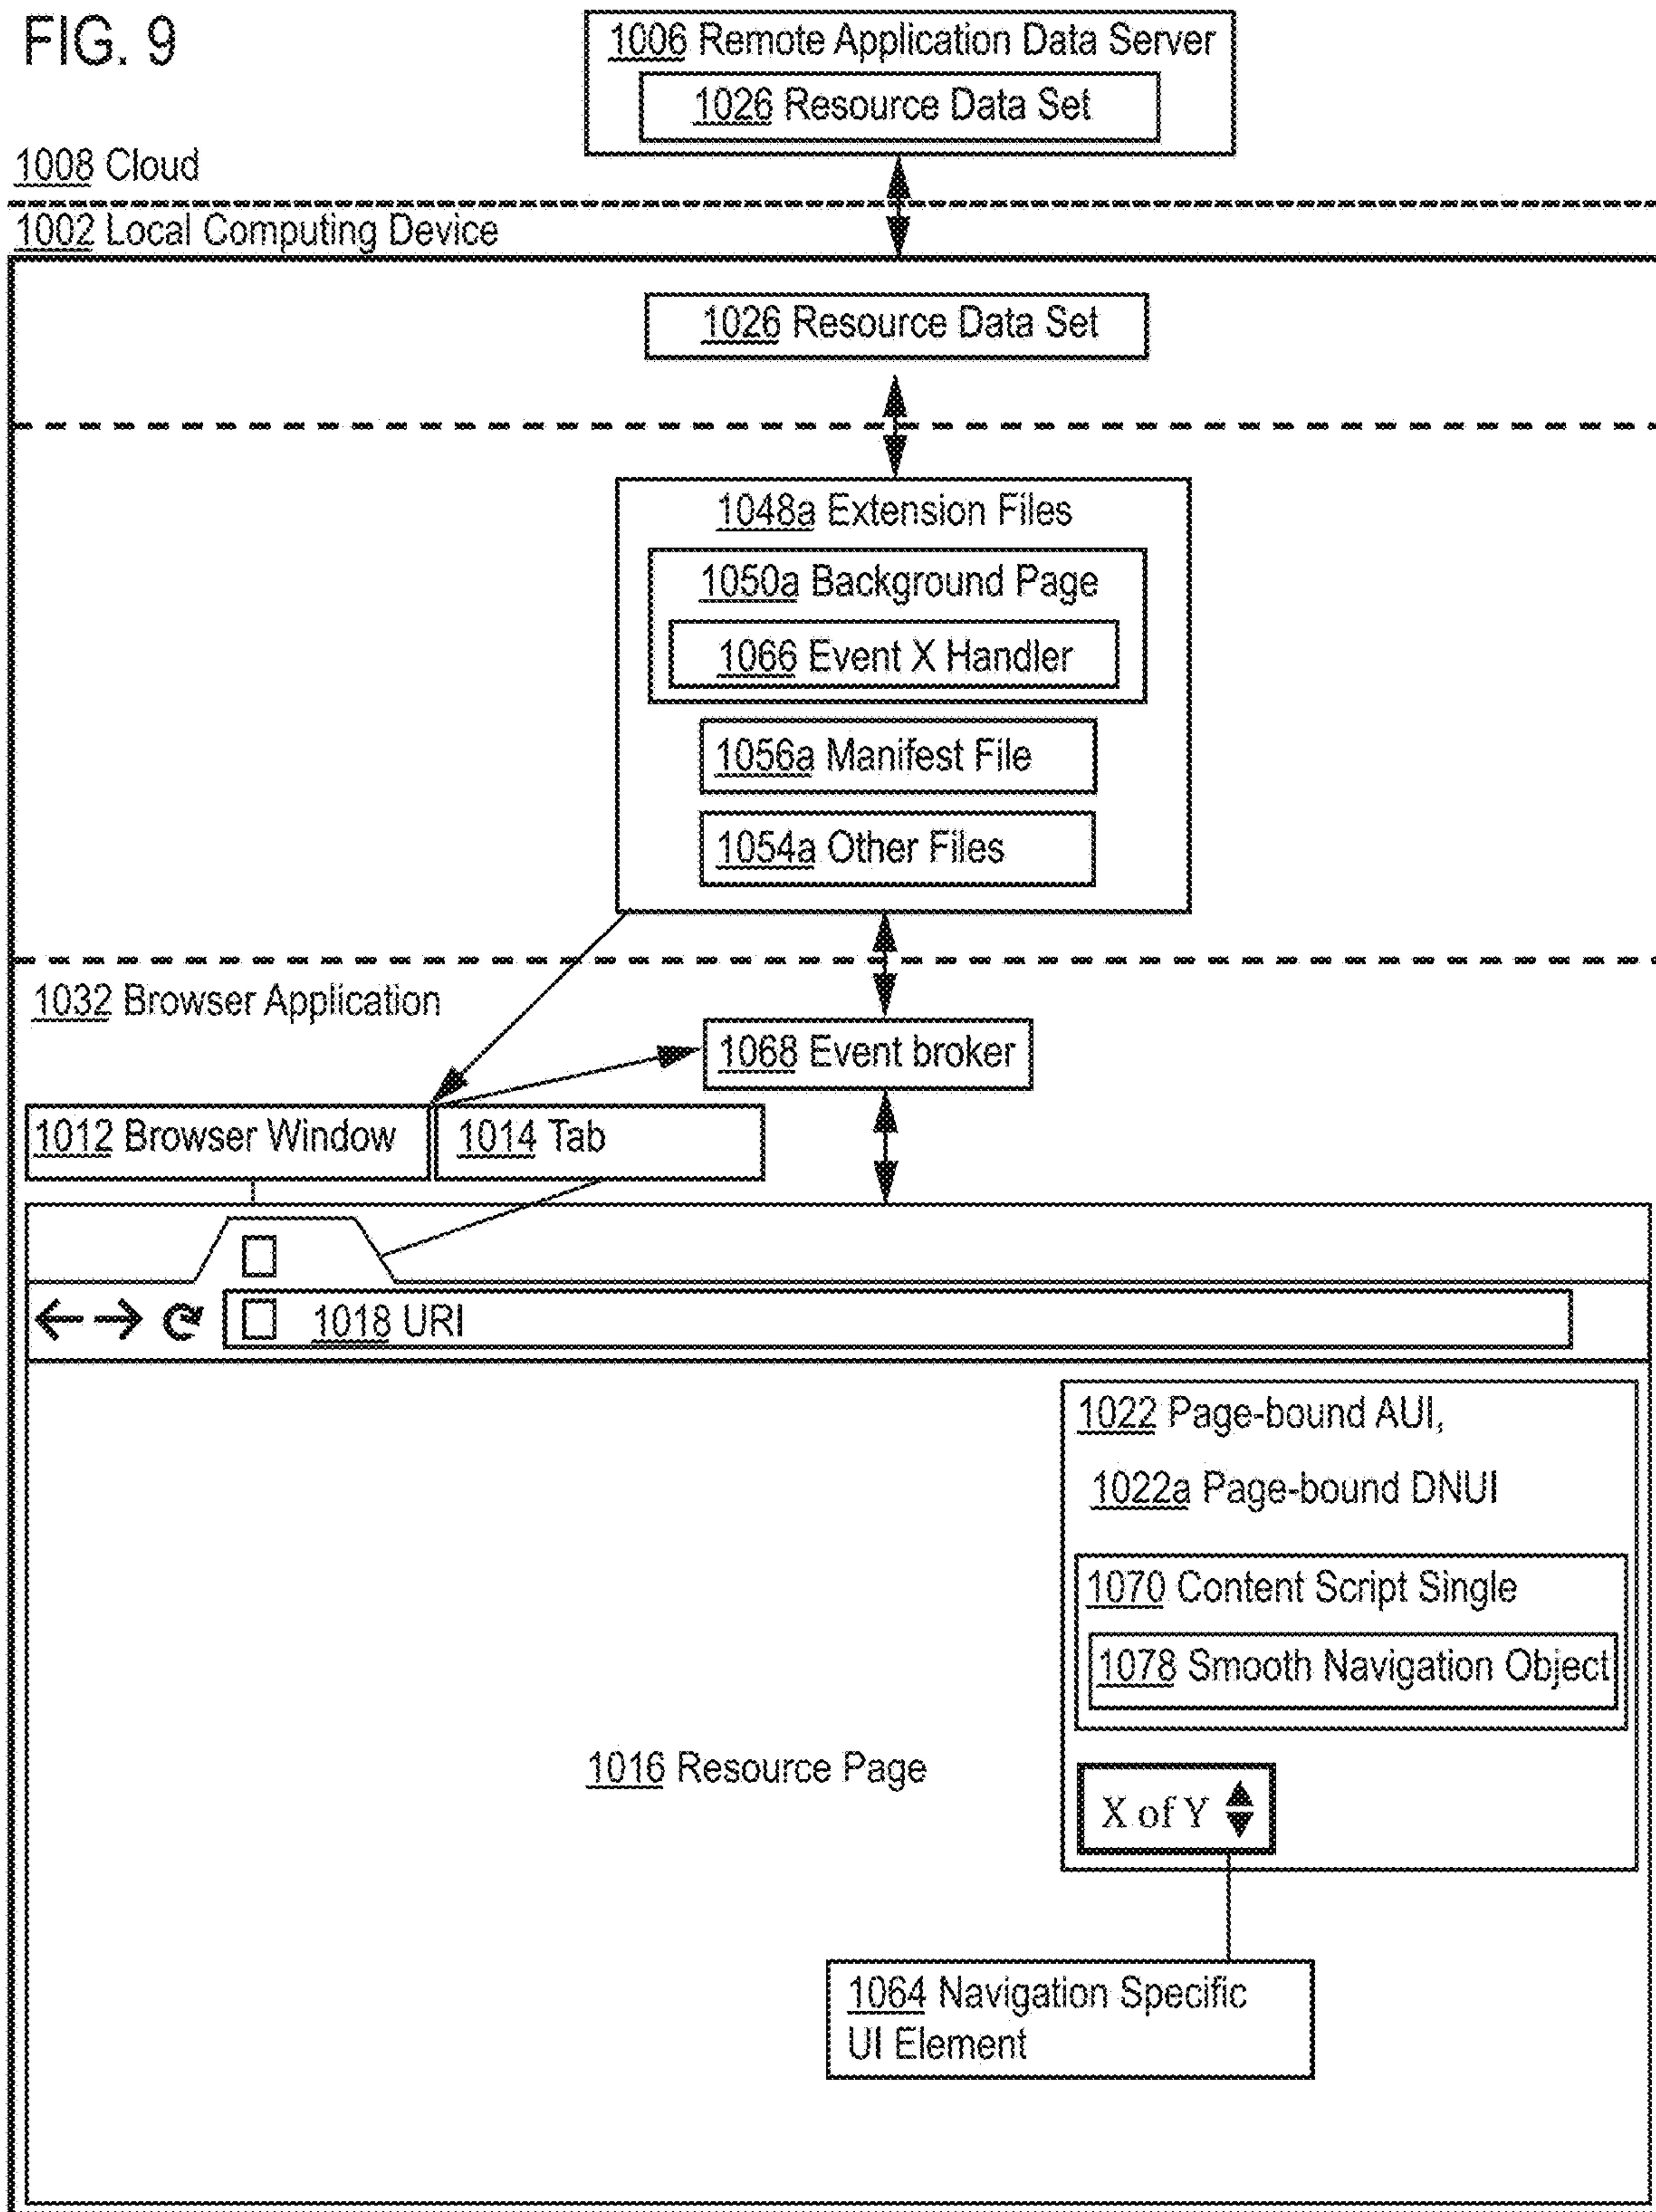 FIG. 9
1006 Remote Application Data Server
1026 Resource Data Set
1008 Cloud
1002 Local Computing Device
1026 Resource Data Set
1048a Extension Files
1050a Background Page
1066 Event X Handler
1056a Manifest File
1054a Other Files
1032 Browser Application
1068 Event broker
1012 Browser Window
1014 Tab
1018 URI
1022 Page-bound AUI,
1022a Page-bound DNUI
1070 Content Script Single
1078 Smooth Navigation Object
1016 Resource Page
X of Y
1064 Navigation Specific
UI Element